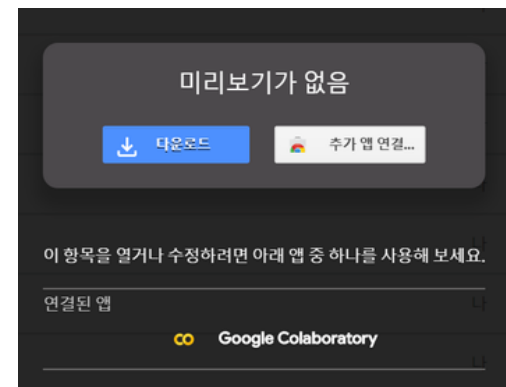 미리보기가 없음
다운로드
추가 앱 연결...
이 항목을 열거나 수정하려면 아래 앱 중 하나를 사용해 보세요.
연결된 앱
Google Colaboratory